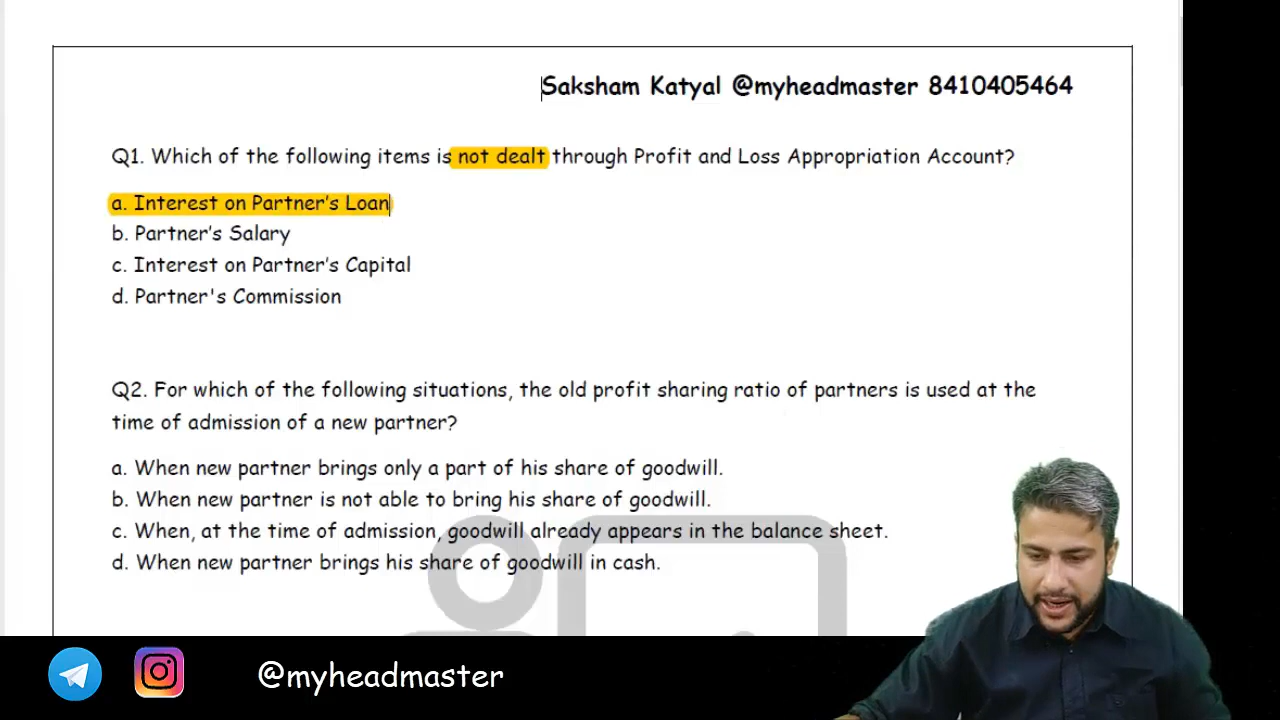 Saksham Katyal @myheadmaster 8410405464
Q1. Which of the following items is not dealt through Profit and Loss Appropriation Account?
a. Interest on Partner’s Loan
b. Partner’s Salary
c. Interest on Partner’s Capital
d. Partner's Commission
Q2. For which of the following situations, the old profit sharing ratio of partners is used at the
time of admission of a new partner?
a. When new partner brings only a part of his share of goodwill.
b. When new partner is not able to bring his share of goodwill.
c. When, at the time of admission, goodwill already appears in the balance sheet.
d. When new partner brings his share of goodwill in cash.
@myheadmaster